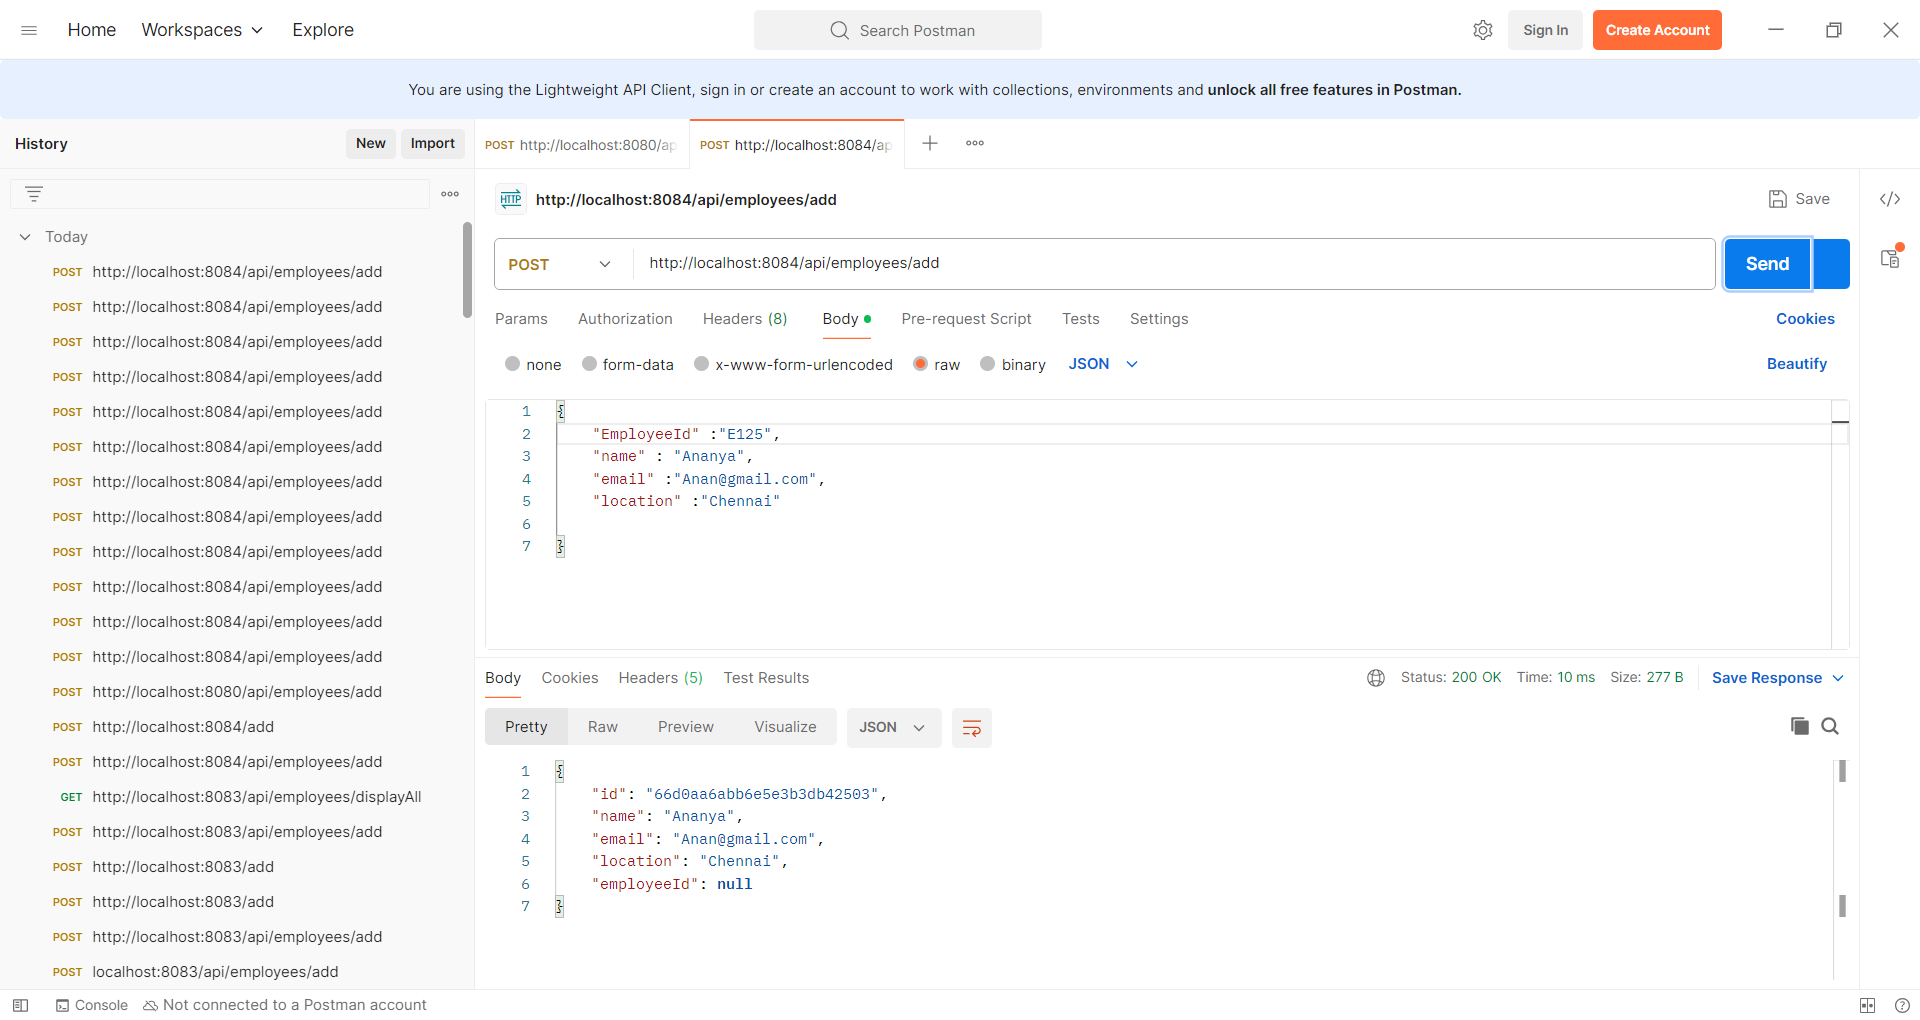 Home Workspaces Explore Search Postman Sign In Create Account
You are using the Lightweight API Client, sign in or create an account to work with collections, environments and unlock all free features in Postman.
History New Import
POST http://localhost:8080/ap POST http://localhost:8084/ap
HTTP http://localhost:8084/api/employees/add Save
Today
POST http://localhost:8084/api/employees/add
POST http://localhost:8084/api/employees/add
POST http://localhost:8084/api/employees/add
POST http://localhost:8084/api/employees/add
POST http://localhost:8084/api/employees/add
POST http://localhost:8084/api/employees/add
POST http://localhost:8084/api/employees/add
POST http://localhost:8084/api/employees/add
POST http://localhost:8084/api/employees/add
POST http://localhost:8084/api/employees/add
POST http://localhost:8084/api/employees/add
POST http://localhost:8084/api/employees/add
POST http://localhost:8080/api/employees/add
POST http://localhost:8084/add
POST http://localhost:8084/api/employees/add
GET http://localhost:8083/api/employees/displayAll
POST http://localhost:8083/api/employees/add
POST http://localhost:8083/add
POST http://localhost:8083/add
POST http://localhost:8083/api/employees/add
POST localhost:8083/api/employees/add
POST http://localhost:8084/api/employees/add Send
Params Authorization Headers (8) Body Pre-request Script Tests Settings Cookies
none form-data x-www-form-urlencoded raw binary JSON Beautify
1 {
2 "EmployeeId" :"E125",
3 "name" : "Ananya",
4 "email" :"Anan@gmail.com",
5 "location" :"Chennai"
6
7 }
Body Cookies Headers (5) Test Results Status: 200 OK Time: 10 ms Size: 277 B Save Response
Pretty Raw Preview Visualize JSON
1 {
2 "id": "66d0aa6abb6e5e3b3db42503",
3 "name": "Ananya",
4 "email": "Anan@gmail.com",
5 "location": "Chennai",
6 "employeeId": null
7 }
Console Not connected to a Postman account